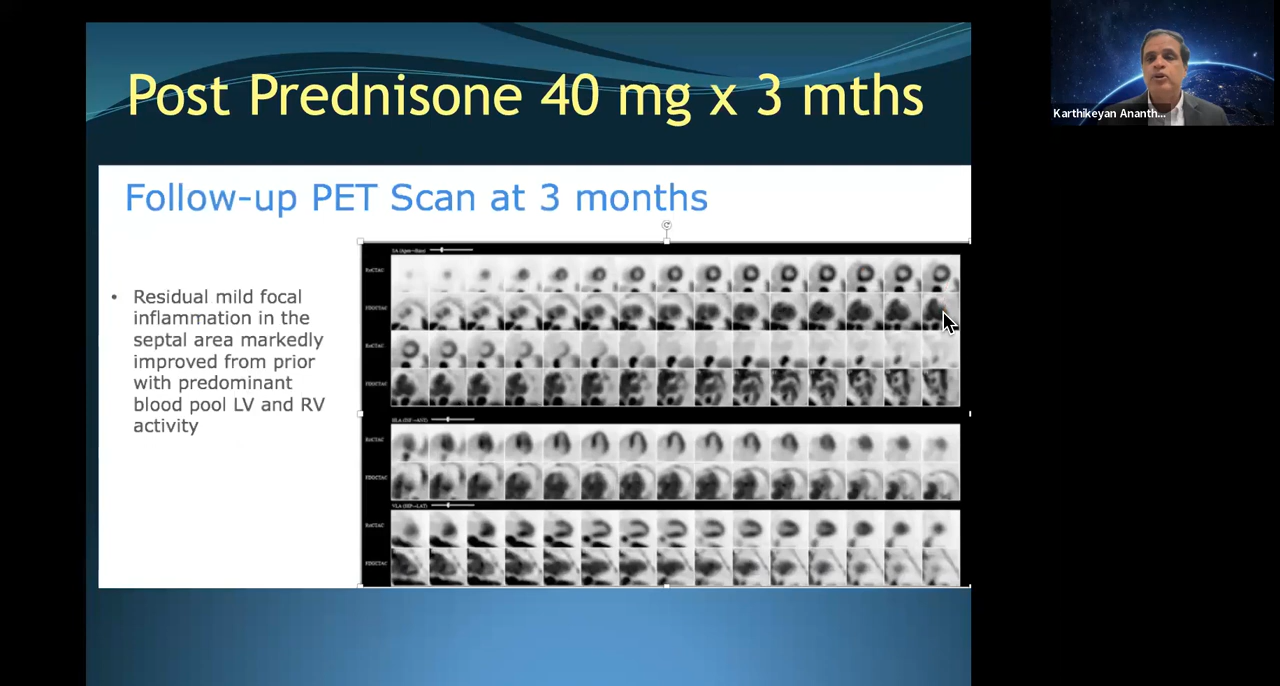 Post Prednisone 40 mg x 3 mths
Karthikeyan Ananth...
Follow-up PET Scan at 3 months
• Residual mild focal
inflammation in the
septal area markedly
improved from prior
with predominant
blood pool LV and RV
activity